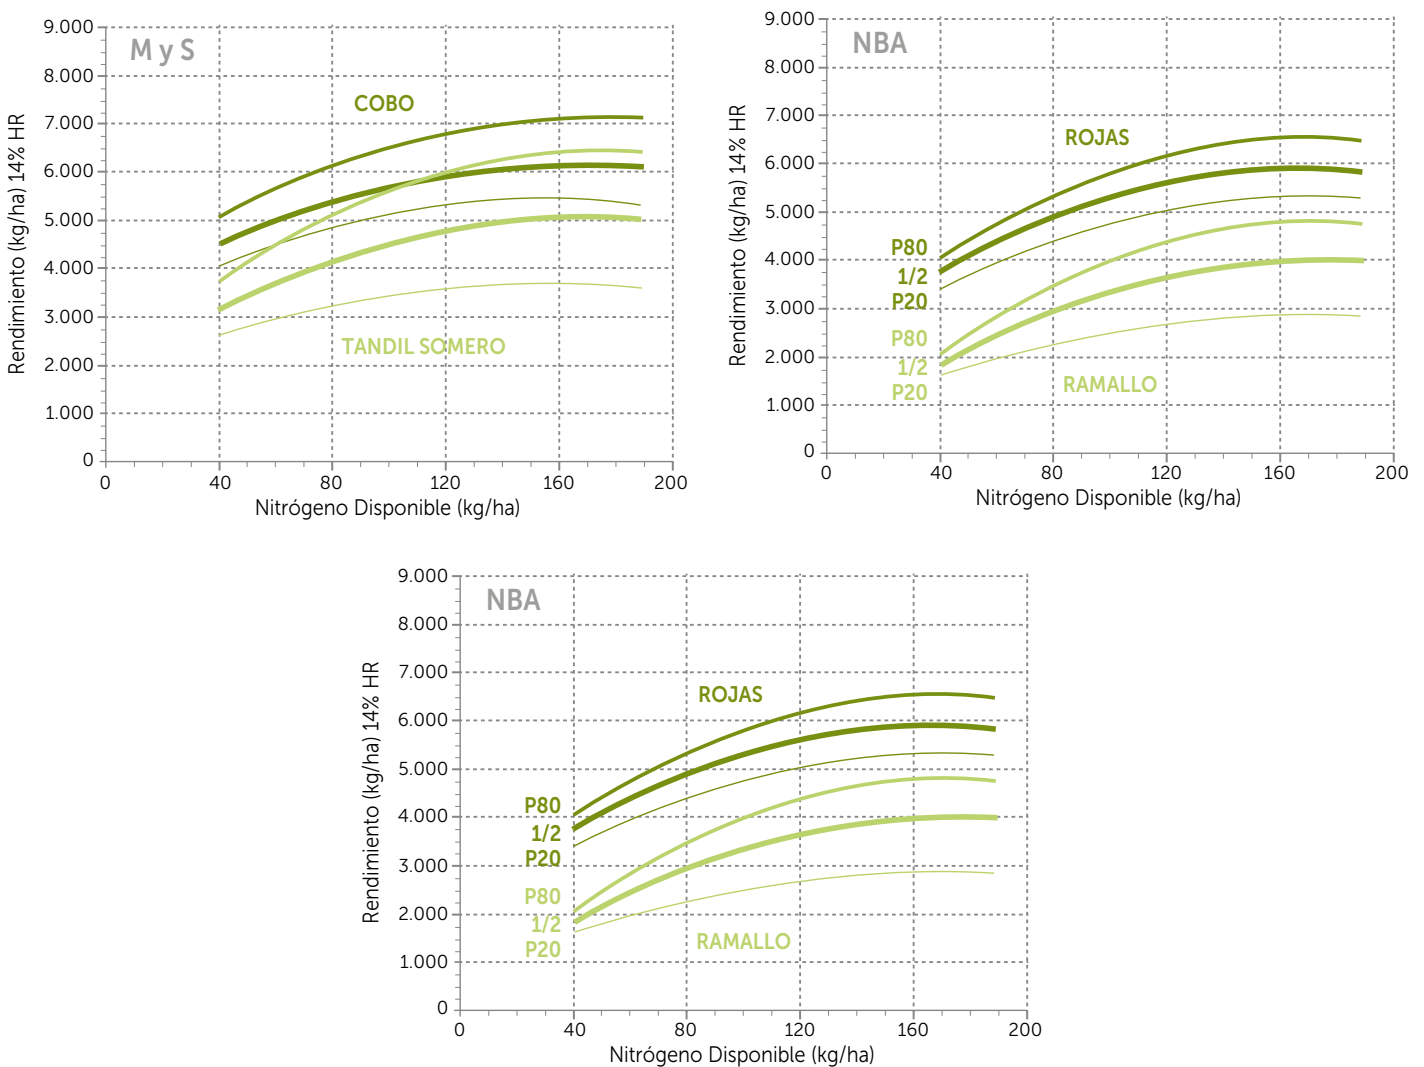 M y S
Rendimiento (kg/ha) 14% HR
9.000
8.000
7.000
6.000
5.000
4.000
3.000
2.000
1.000
0
COBO
TANDIL SOMERO
0 40 80 120 160 200
Nitrógeno Disponible (kg/ha)
NBA
Rendimiento (kg/ha) 14% HR
9.000
8.000
7.000
6.000
5.000
4.000
3.000
2.000
1.000
0
ROJAS
P80
1/2
P20
P80
1/2
P20
RAMALLO
0 40 80 120 160 200
Nitrógeno Disponible (kg/ha)
NBA
Rendimiento (kg/ha) 14% HR
9.000
8.000
7.000
6.000
5.000
4.000
3.000
2.000
1.000
0
ROJAS
P80
1/2
P20
P80
1/2
P20
RAMALLO
0 40 80 120 160 200
Nitrógeno Disponible (kg/ha)